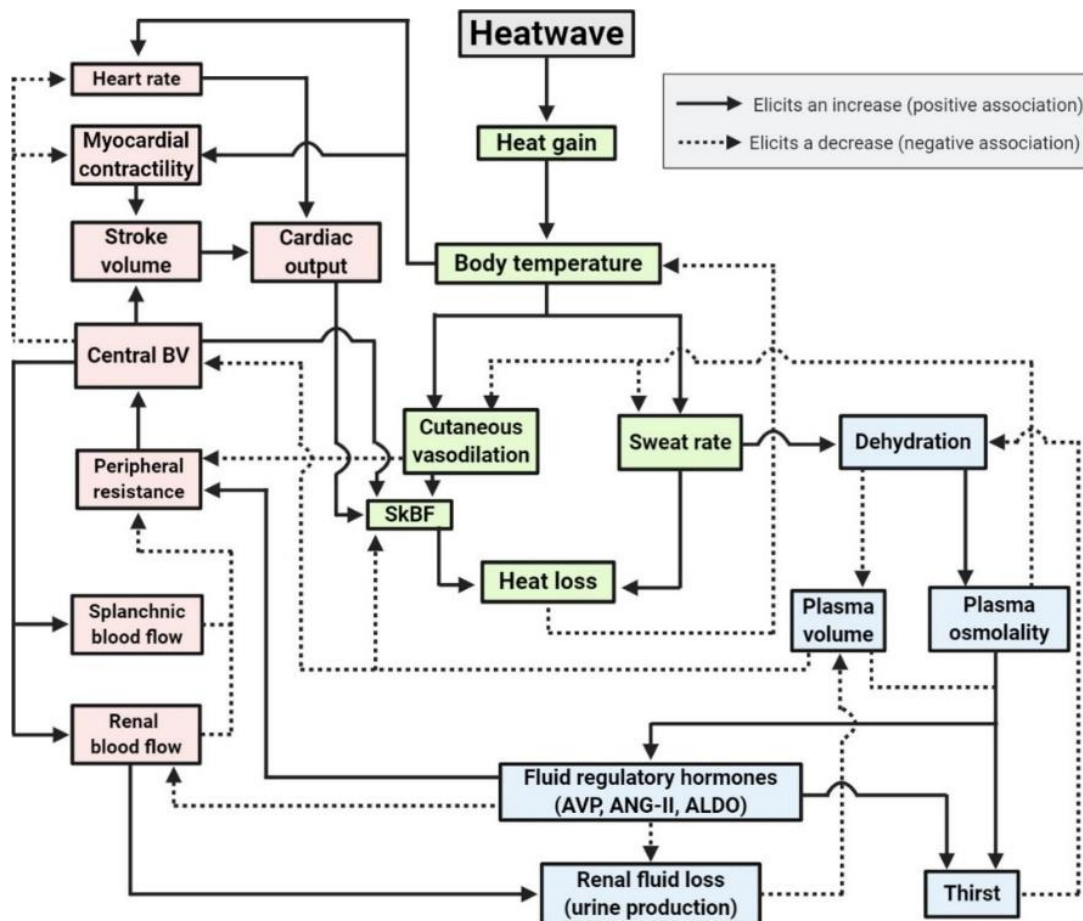 Heatwave
Elicits an increase (positive association)
Elicits a decrease (negative association)
Heart rate
Myocardial
contractility
Heat gain
Stroke
volume
Cardiac
output
Body temperature
Central BV
Cutaneous
vasodilation
Sweat rate
Dehydration
Peripheral
resistance
SkBF
Heat loss
Splanchnic
blood flow
Plasma
volume
Plasma
osmolality
Renal
blood flow
Fluid regulatory hormones
(AVP, ANG-II, ALDO)
Renal fluid loss
(urine production)
Thirst